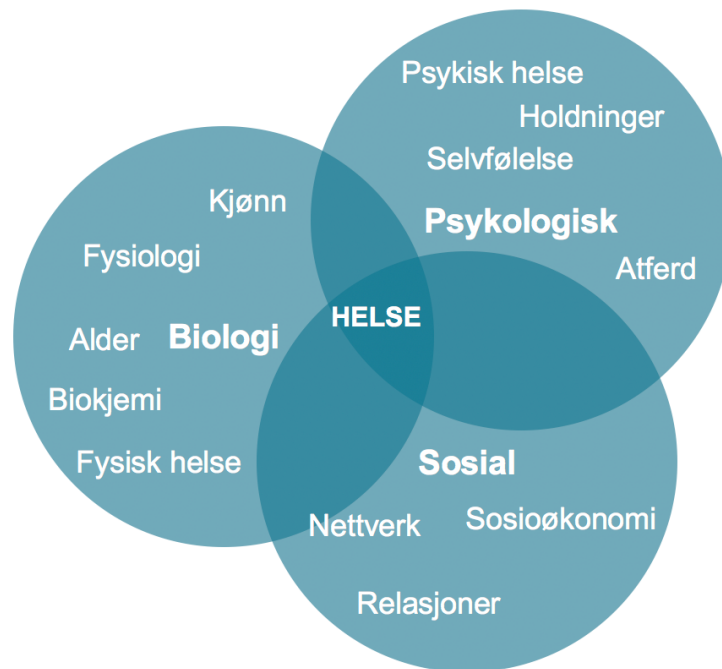 Psykisk helse
Holdninger
Selvfølelse
Kjønn
Psykologisk
Fysiologi
Atferd
HELSE
Alder
Biologi
Biokjemi
Fysisk helse
Sosial
Nettverk
Sosioøkonomi
Relasjoner